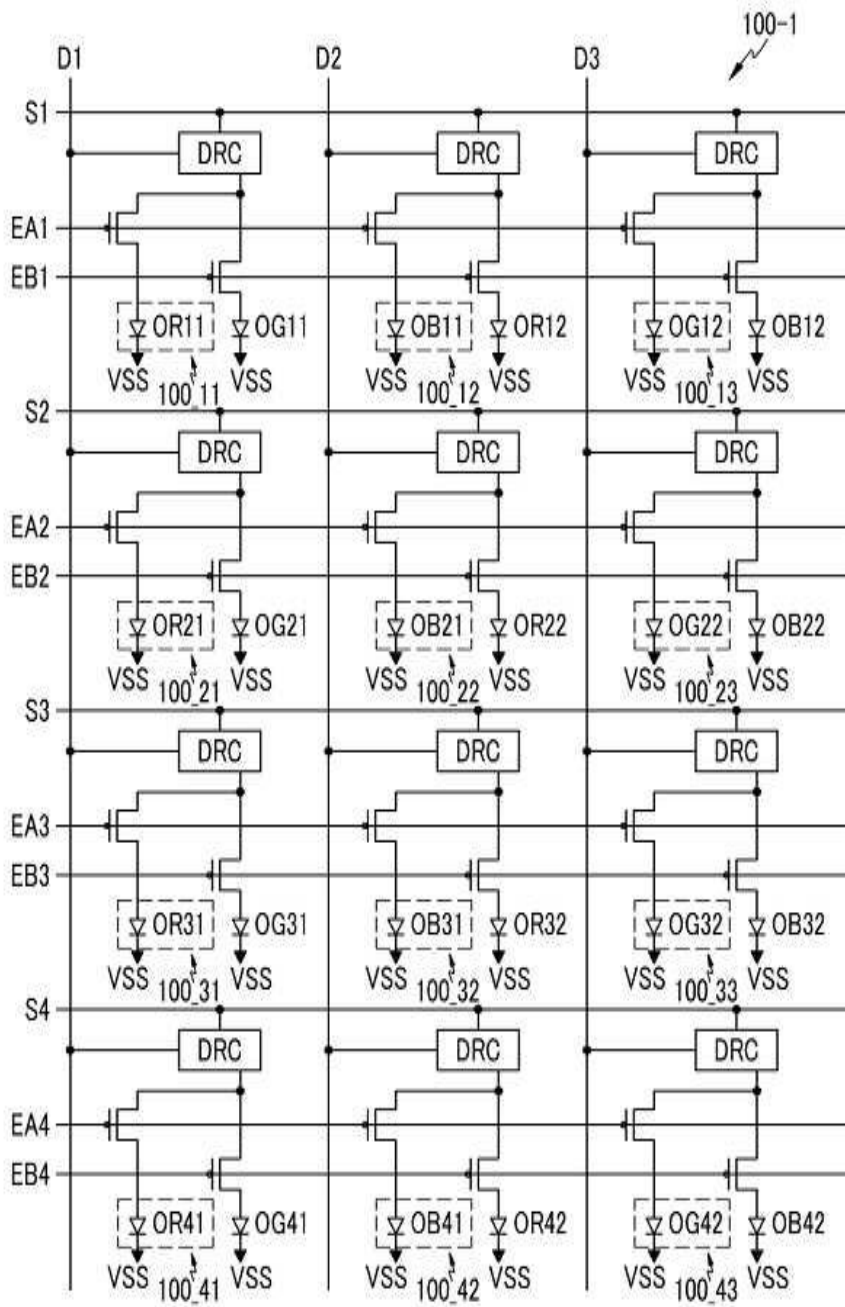 100-1
D1 D2 D3
S1
DRC DRC DRC
EA1
EB1
OR11 OG11 OB11 OR12 OG12 OB12
VSS VSS VSS VSS VSS VSS
100_11 100_12 100_13
S2
DRC DRC DRC
EA2
EB2
OR21 OG21 OB21 OR22 OG22 OB22
VSS VSS VSS VSS VSS VSS
100_21 100_22 100_23
S3
DRC DRC DRC
EA3
EB3
OR31 OG31 OB31 OR32 OG32 OB32
VSS VSS VSS VSS VSS VSS
100_31 100_32 100_33
S4
DRC DRC DRC
EA4
EB4
OR41 OG41 OB41 OR42 OG42 OB42
VSS VSS VSS VSS VSS VSS
100_41 100_42 100_43